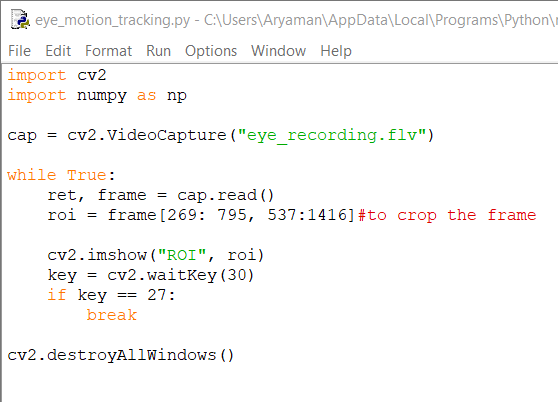 eye_motion_tracking.py - C:\Users\Aryaman\AppData\Local\Programs\Python\
File Edit Format Run Options Window Help
import cv2
import numpy as np
cap = cv2.VideoCapture("eye_recording.flv")
while True:
    ret, frame = cap.read()
    roi = frame[269: 795, 537:1416]#to crop the frame
    cv2.imshow("ROI", roi)
    key = cv2.waitKey(30)
    if key == 27:
        break
cv2.destroyAllWindows()